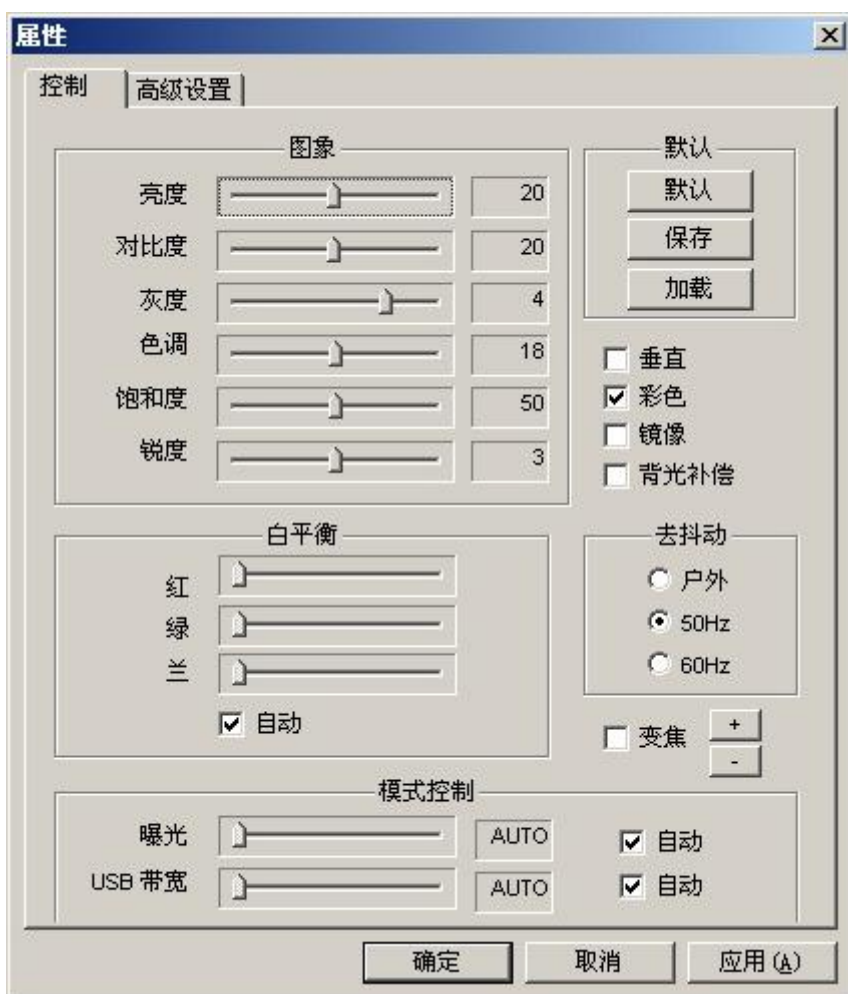 属性
控制 高级设置
图象
亮度 20
对比度 20
灰度 4
色调 18
饱和度 50
锐度 3
默认
默认
保存
加载
垂直
彩色
镜像
背光补偿
白平衡
红
绿
兰
自动
去抖动
户外
50Hz
60Hz
变焦 + -
模式控制
曝光 AUTO 自动
USB 带宽 AUTO 自动
确定 取消 应用(A)